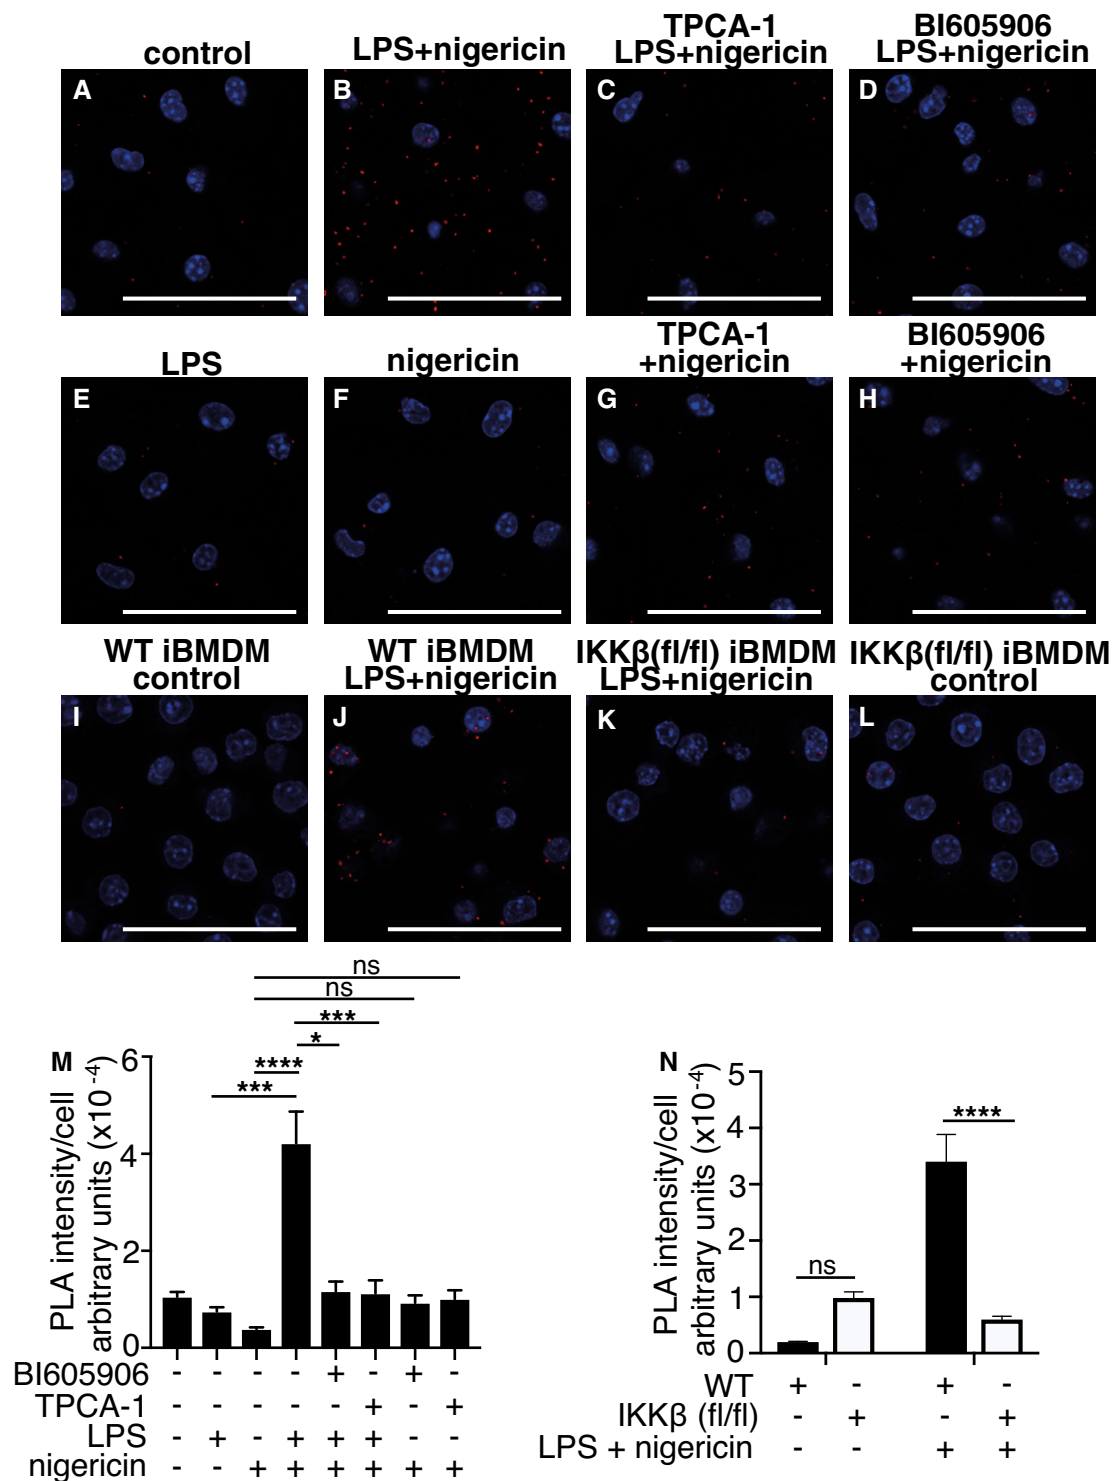 control
LPS+nigericin
TPCA-1
LPS+nigericin
BI605906
LPS+nigericin
A
B
C
D
LPS
nigericin
TPCA-1
+nigericin
BI605906
+nigericin
E
F
G
H
WT iBMDM
control
WT iBMDM
LPS+nigericin
IKKβ(fl/fl) iBMDM
LPS+nigericin
IKKβ(fl/fl) iBMDM
control
I
J
K
L
M
PLA intensity/cell
arbitrary units (x10⁻⁴)
6
4
2
0
ns
ns
***
*
****
***
BI605906 - - - - + - + -
TPCA-1 - - - - - + - +
LPS - + - + + + - -
nigericin - - + + + + + +
N
PLA intensity/cell
arbitrary units (x10⁻⁴)
5
4
3
2
1
0
ns
****
WT + - + -
IKKβ (fl/fl) - + - +
LPS + nigericin - - + +